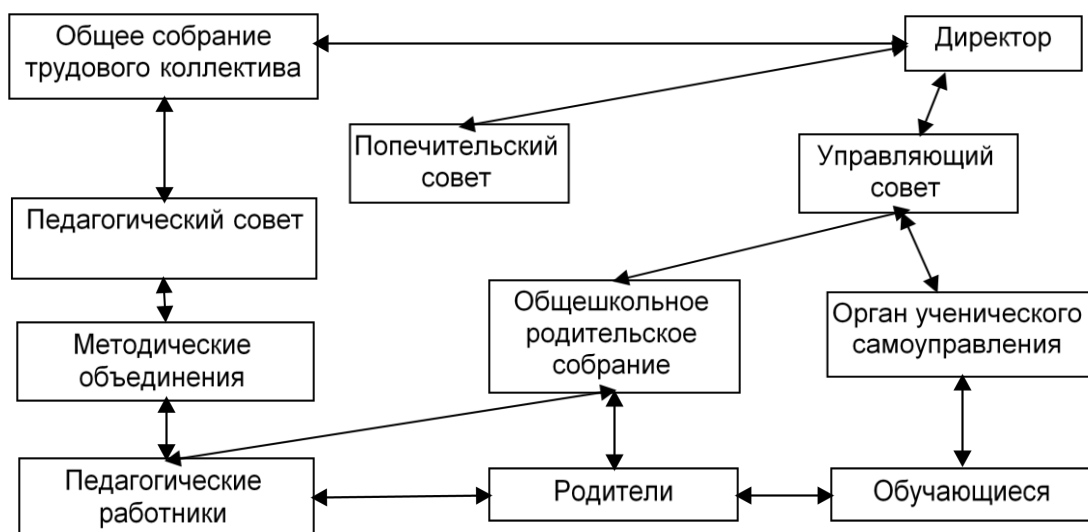 Общее собрание
трудового коллектива
Директор
Попечительский
совет
Управляющий
совет
Педагогический совет
Общешкольное
родительское
собрание
Орган ученического
самоуправления
Методические
объединения
Педагогические
работники
Родители
Обучающиеся